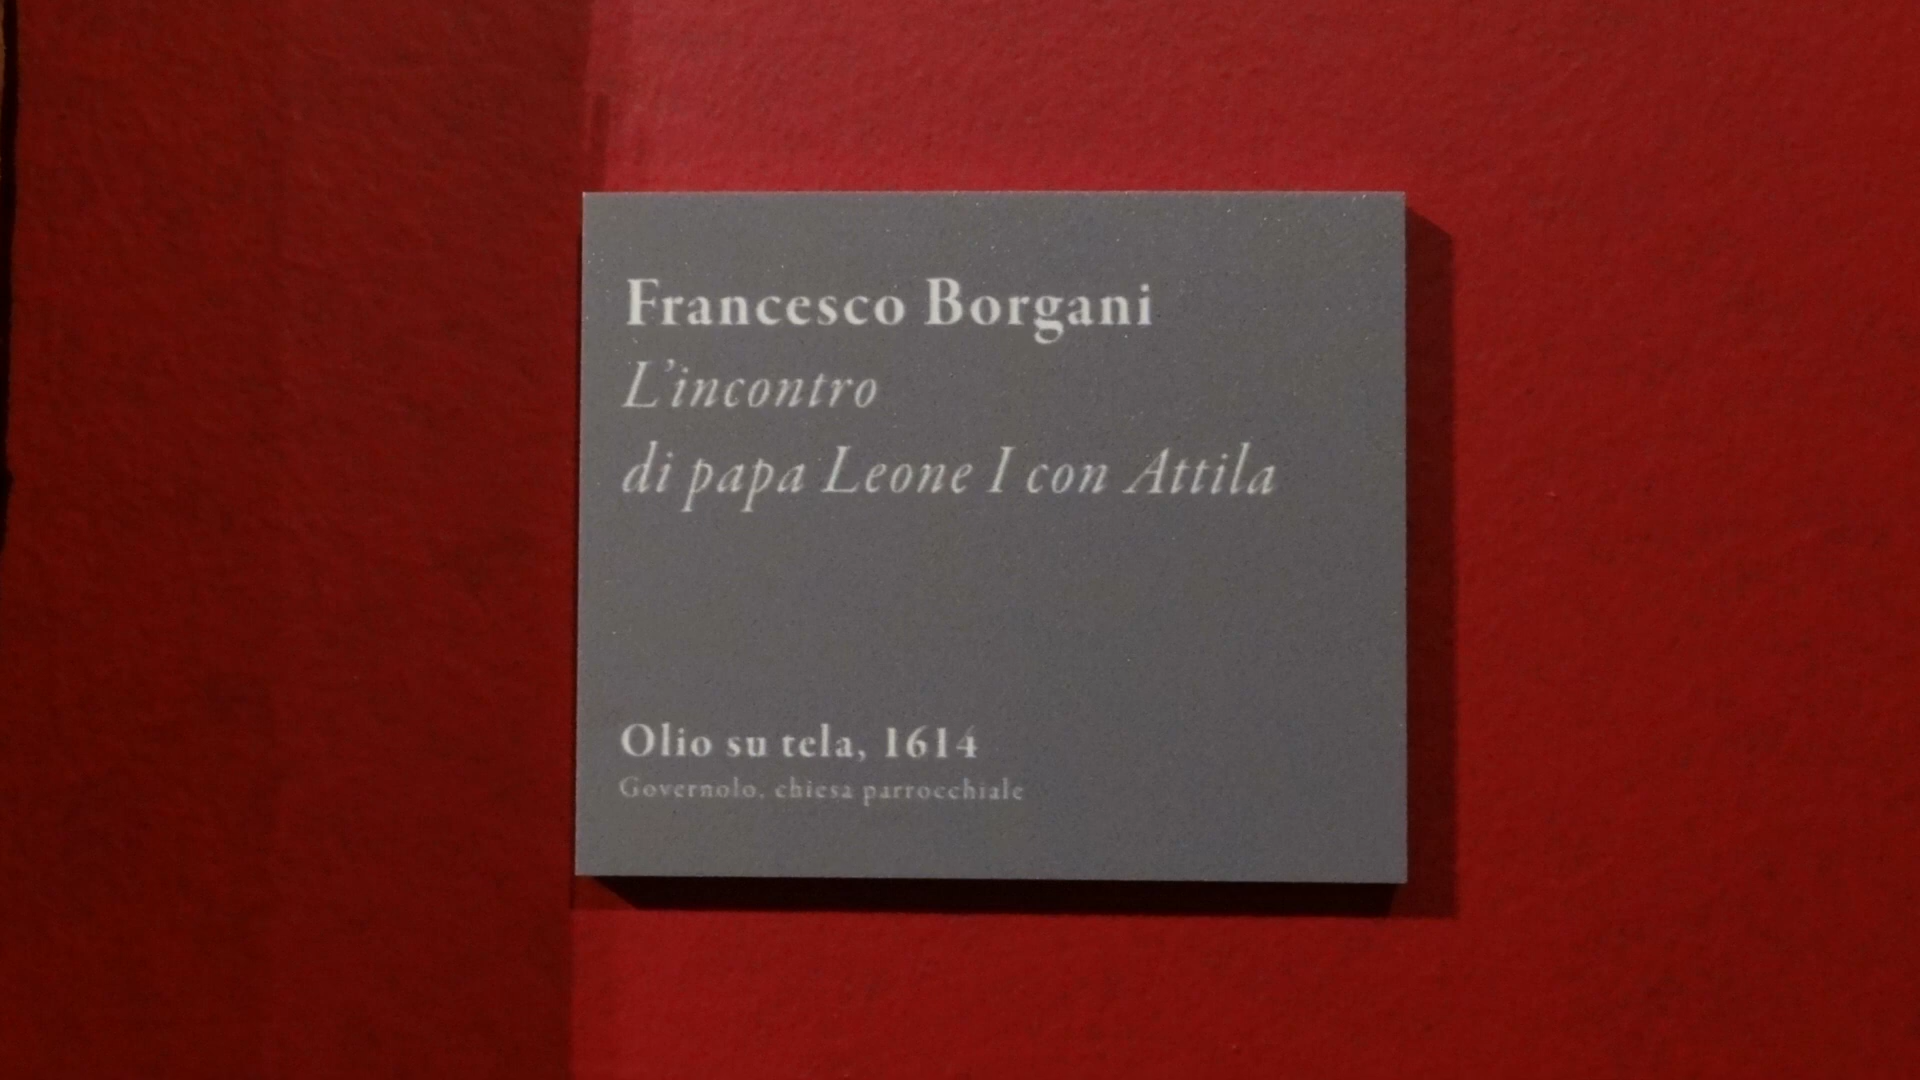 Francesco Borgani
L'incontro
di papa Leone I con Attila
Olio su tela, 1614
Governolo, chiesa parrocchiale